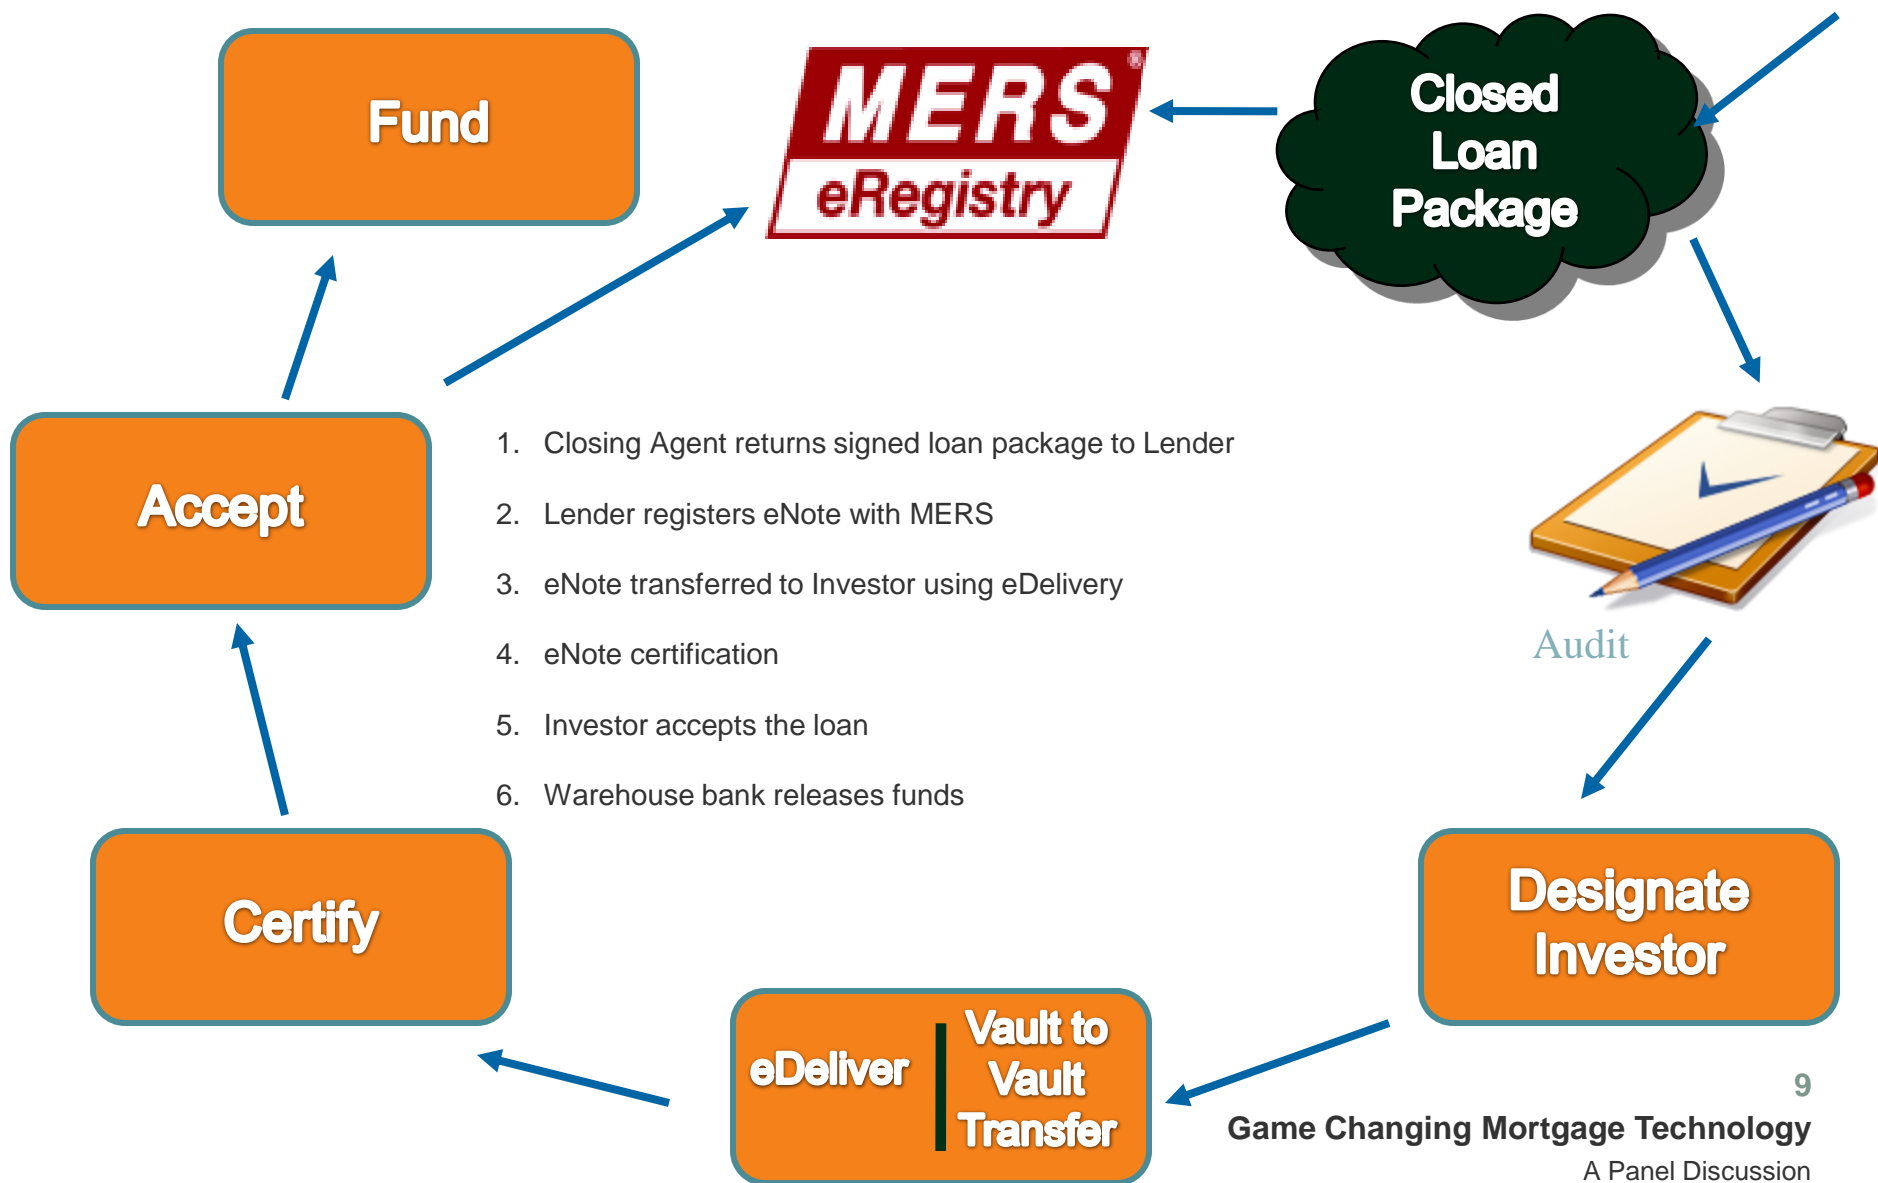 Fund
MERS®
eRegistry
Closed
Loan
Package
Accept
1. Closing Agent returns signed loan package to Lender
2. Lender registers eNote with MERS
3. eNote transferred to Investor using eDelivery
4. eNote certification
5. Investor accepts the loan
6. Warehouse bank releases funds
Audit
Certify
Designate
Investor
eDeliver
Vault to
Vault
Transfer
9
Game Changing Mortgage Technology
A Panel Discussion